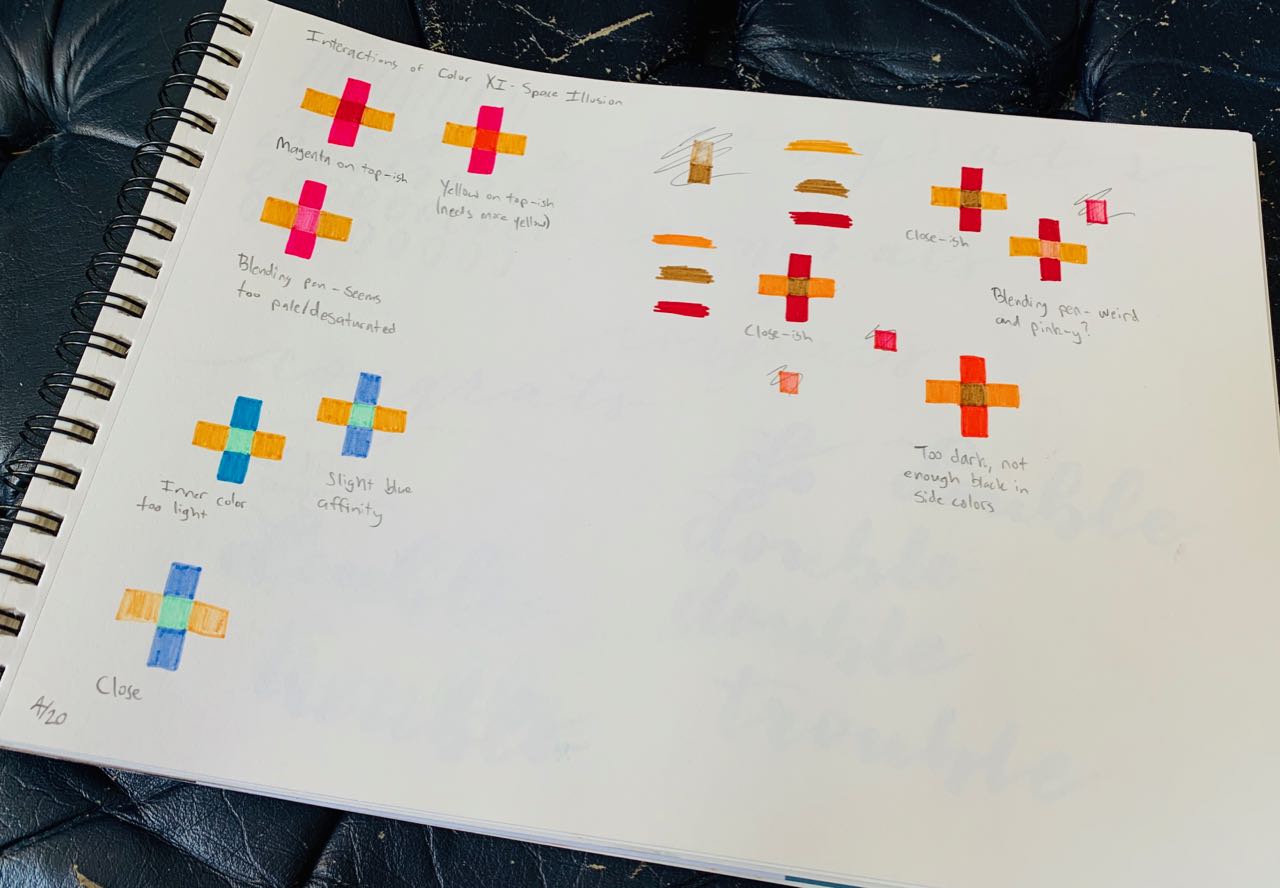 Interactions of Color XI - Space Illusion
Magenta on top-ish
Yellow on top-ish
(needs more yellow)
Blending pen - seems
too pale/desaturated
Inner color
too light
Slight blue
affinity
Close
A/20
Close-ish
Close-ish
Blending pen - weird
and pink-y?
Too dark, not
enough black in
side colors